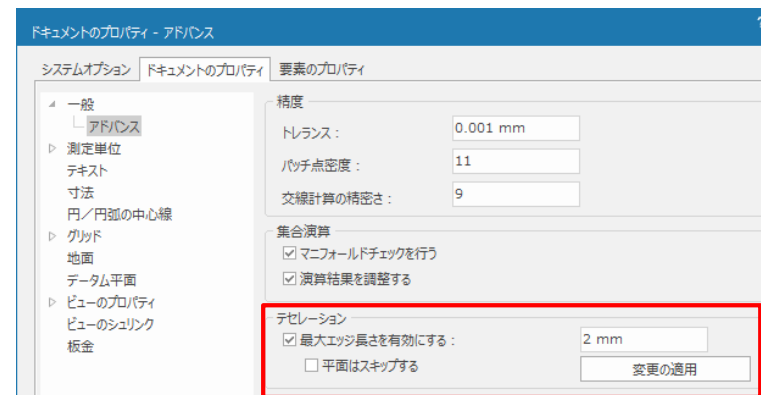 ドキュメントのプロパティ - アドバンス
システムオプション ドキュメントのプロパティ 要素のプロパティ
一般
アドバンス
測定単位
テキスト
寸法
円／円弧の中心線
グリッド
地面
データム平面
ビューのプロパティ
ビューのシュリンク
板金
精度
トレランス： 0.001 mm
パッチ点密度： 11
交線計算の精密さ： 9
集合演算
マニフォールドチェックを行う
演算結果を調整する
テセレーション
最大エッジ長さを有効にする： 2 mm
平面はスキップする 変更の適用